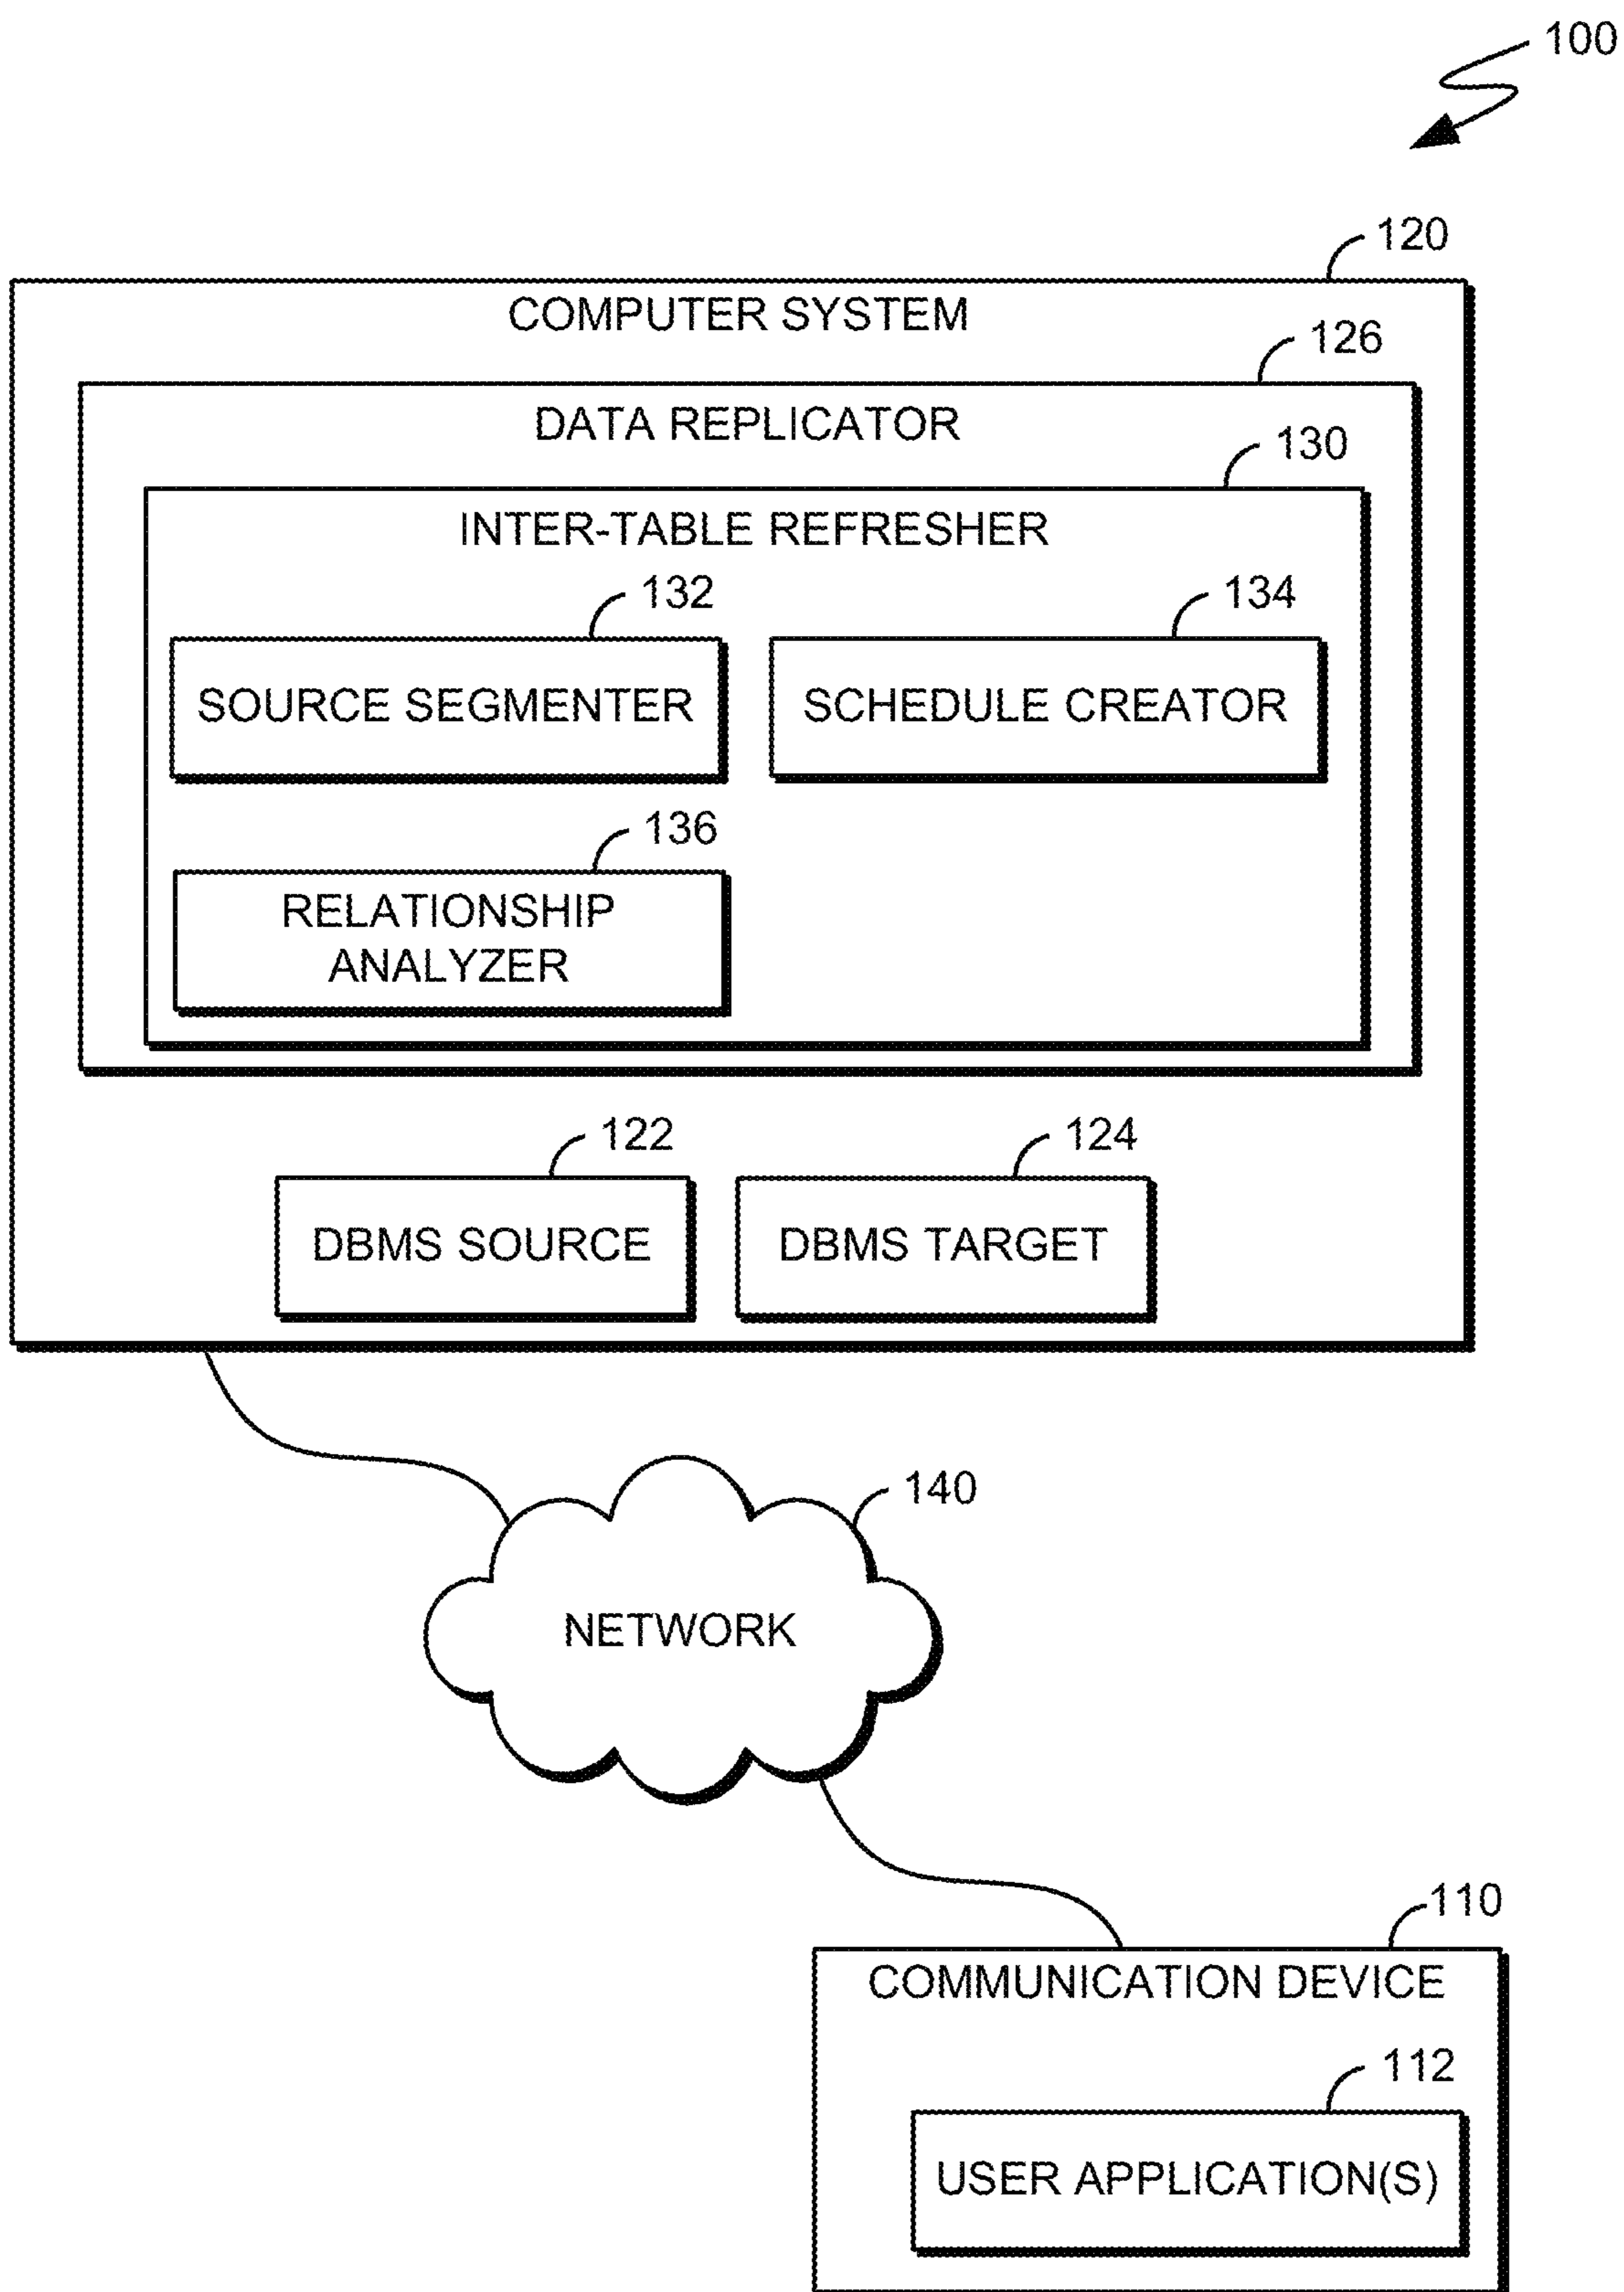 100
120
COMPUTER SYSTEM
126
DATA REPLICATOR
130
INTER-TABLE REFRESHER
132
134
SOURCE SEGMENTER
SCHEDULE CREATOR
136
RELATIONSHIP
ANALYZER
122
124
DBMS SOURCE
DBMS TARGET
140
NETWORK
110
COMMUNICATION DEVICE
112
USER APPLICATION(S)